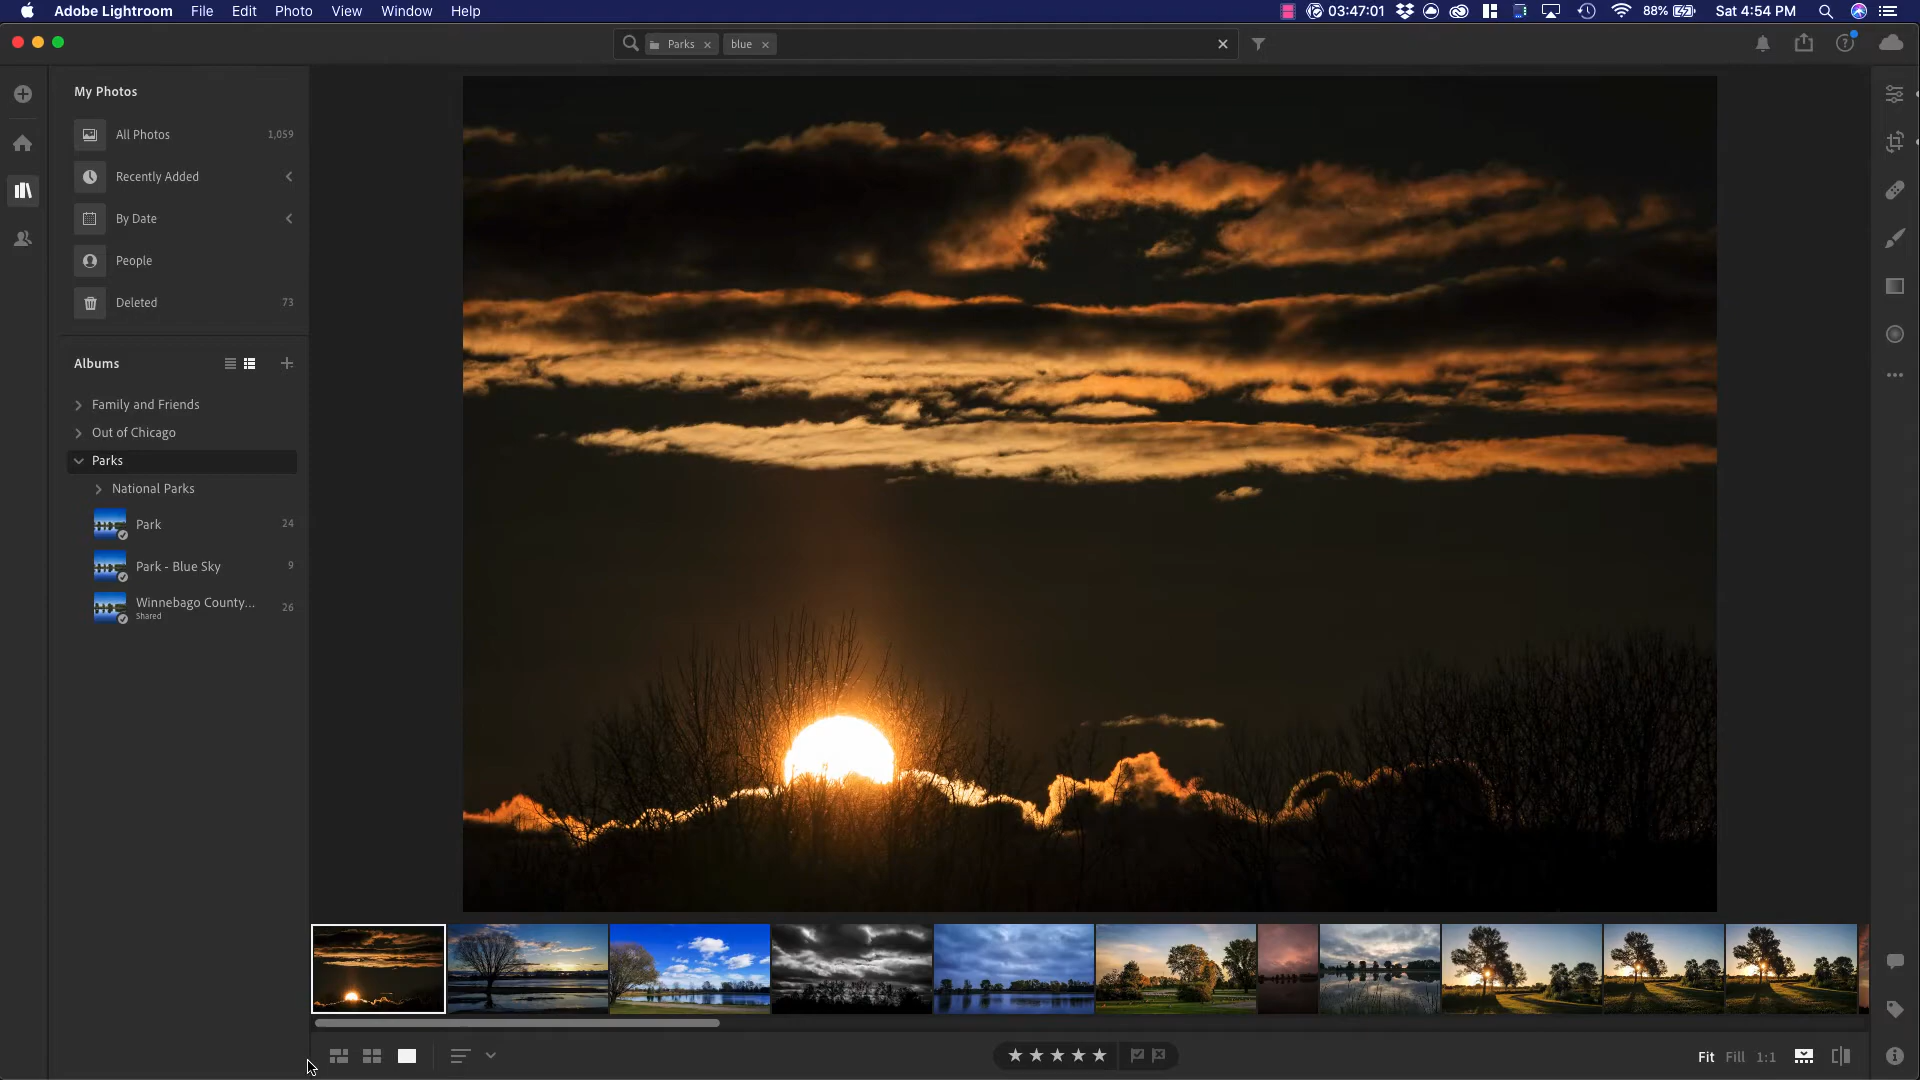 Adobe Lightroom File Edit Photo View Window Help 03:47:01 88% Sat 4:54 PM
Parks × blue ×
My Photos
All Photos 1,059
Recently Added
By Date
People
Deleted 73
Albums
Family and Friends
Out of Chicago
Parks
National Parks
Park 24
Park - Blue Sky 9
Winnebago County... 26
Shared
Fit Fill 1:1